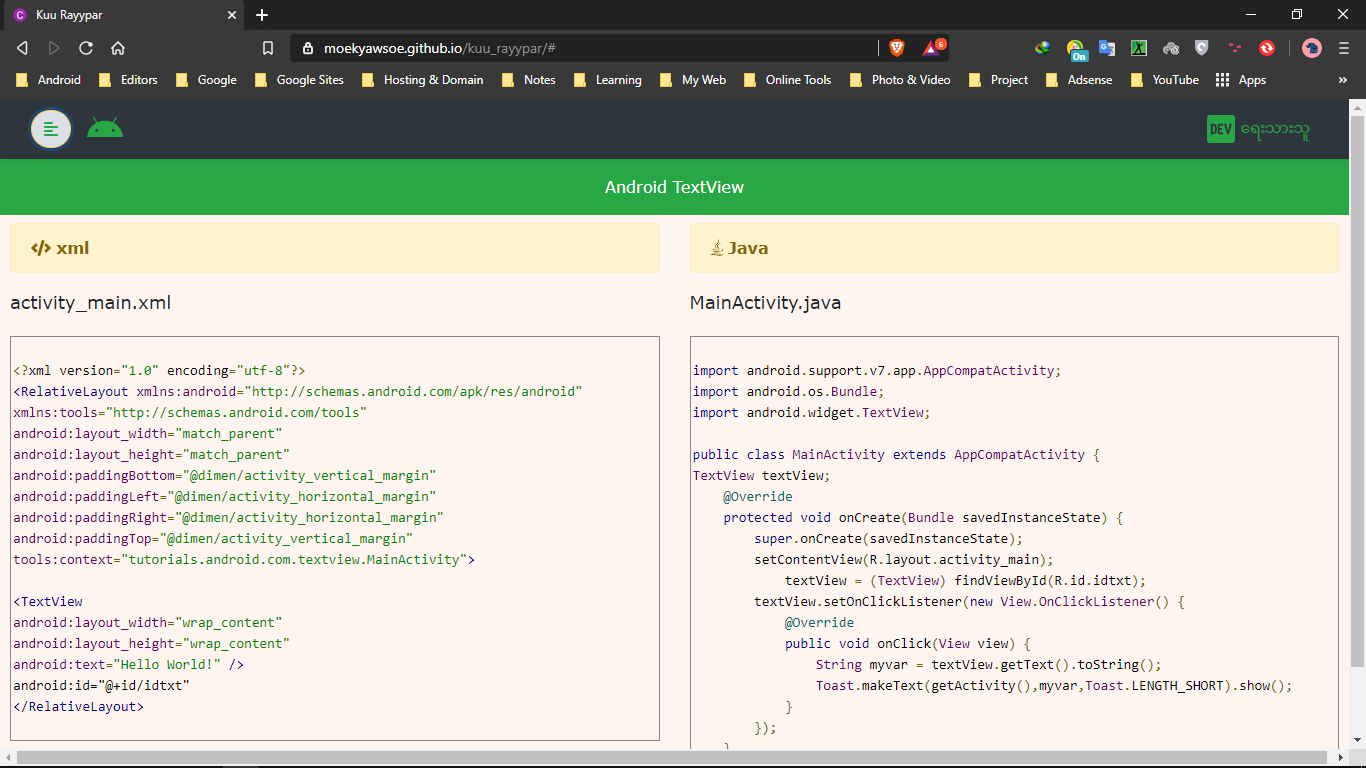 Kuu Rayypar
moekyawsoe.github.io/kuu_rayypar/#
6
On
Android
Editors
Google
Google Sites
Hosting & Domain
Notes
Learning
My Web
Online Tools
Photo & Video
Project
Adsense
YouTube
Apps
DEV ရေးသားသူ
Android TextView
xml
activity_main.xml
<?xml version="1.0" encoding="utf-8"?>
<RelativeLayout xmlns:android="http://schemas.android.com/apk/res/android"
xmlns:tools="http://schemas.android.com/tools"
android:layout_width="match_parent"
android:layout_height="match_parent"
android:paddingBottom="@dimen/activity_vertical_margin"
android:paddingLeft="@dimen/activity_horizontal_margin"
android:paddingRight="@dimen/activity_horizontal_margin"
android:paddingTop="@dimen/activity_vertical_margin"
tools:context="tutorials.android.com.textview.MainActivity">
<TextView
android:layout_width="wrap_content"
android:layout_height="wrap_content"
android:text="Hello World!" />
android:id="@+id/idtxt"
</RelativeLayout>
Java
MainActivity.java
import android.support.v7.app.AppCompatActivity;
import android.os.Bundle;
import android.widget.TextView;
public class MainActivity extends AppCompatActivity {
TextView textView;
@Override
protected void onCreate(Bundle savedInstanceState) {
super.onCreate(savedInstanceState);
setContentView(R.layout.activity_main);
textView = (TextView) findViewById(R.id.idtxt);
textView.setOnClickListener(new View.OnClickListener() {
@Override
public void onClick(View view) {
String myvar = textView.getText().toString();
Toast.makeText(getActivity(),myvar,Toast.LENGTH_SHORT).show();
}
});
}